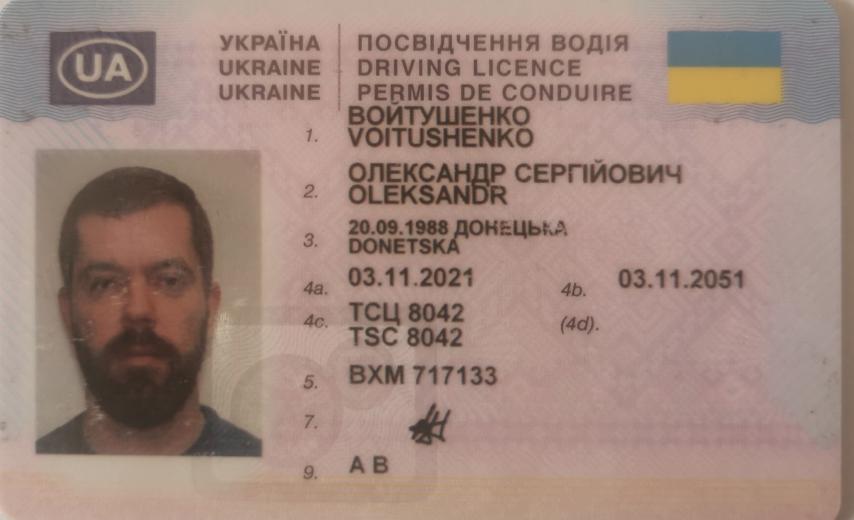 UA
УКРАЇНА ПОСВІДЧЕННЯ ВОДІЯ
UKRAINE DRIVING LICENCE
UKRAINE PERMIS DE CONDUIRE
1. ВОЙТУШЕНКО
VOITUSHENKO
2. ОЛЕКСАНДР СЕРГІЙОВИЧ
OLEKSANDR
3. 20.09.1988 ДОНЕЦЬКА
DONETSKA
4a. 03.11.2021 4b. 03.11.2051
4c. ТСЦ 8042 (4d).
TSC 8042
5. ВХМ 717133
7.
9. A B